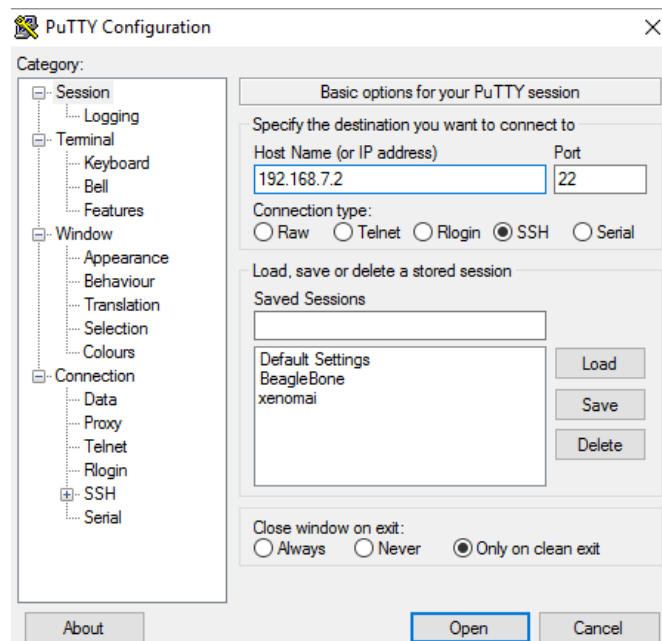 PuTTY Configuration
Category:
Session
Logging
Terminal
Keyboard
Bell
Features
Window
Appearance
Behaviour
Translation
Selection
Colours
Connection
Data
Proxy
Telnet
Rlogin
SSH
Serial
Basic options for your PuTTY session
Specify the destination you want to connect to
Host Name (or IP address) Port
192.168.7.2 22
Connection type:
Raw Telnet Rlogin SSH Serial
Load, save or delete a stored session
Saved Sessions
Default Settings
BeagleBone
xenomai
Load
Save
Delete
Close window on exit:
Always Never Only on clean exit
About Open Cancel